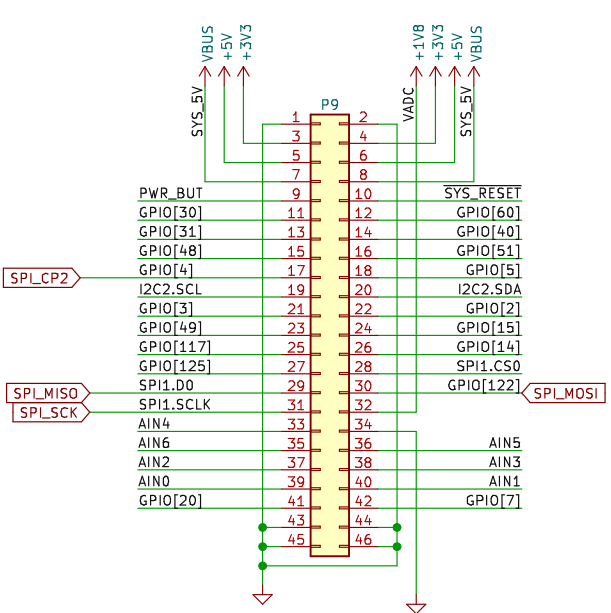 VBUS +5V +3V3 +1V8 +3V3 +5V VBUS
SYS_5V VADC SYS_5V
P9
1 2
3 4
5 6
7 8
PWR_BUT 9 10 SYS_RESET
GPIO[30] 11 12 GPIO[60]
GPIO[31] 13 14 GPIO[40]
GPIO[48] 15 16 GPIO[51]
SPI_CP2 GPIO[4] 17 18 GPIO[5]
I2C2.SCL 19 20 I2C2.SDA
GPIO[3] 21 22 GPIO[2]
GPIO[49] 23 24 GPIO[15]
GPIO[117] 25 26 GPIO[14]
GPIO[125] 27 28 SPI1.CS0
SPI_MISO SPI1.D0 29 30 GPIO[122] SPI_MOSI
SPI_SCK SPI1.SCLK 31 32
AIN4 33 34
AIN6 35 36 AIN5
AIN2 37 38 AIN3
AIN0 39 40 AIN1
GPIO[20] 41 42 GPIO[7]
43 44
45 46